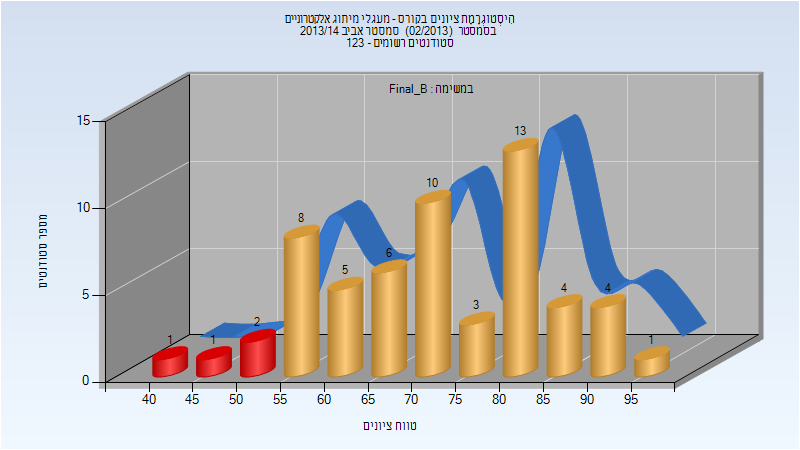 היסטוגרמת ציונים בקורס - מעגלי מיתוג אלקטרוניים
בסמסטר (02/2013) סמסטר אביב 2013/14
סטודנטים רשומים - 123
במשימה : Final_B
מספר סטודנטים
15
10
5
0
1
1
2
8
5
6
10
3
13
4
4
1
40 45 50 55 60 65 70 75 80 85 90 95
טווח ציונים